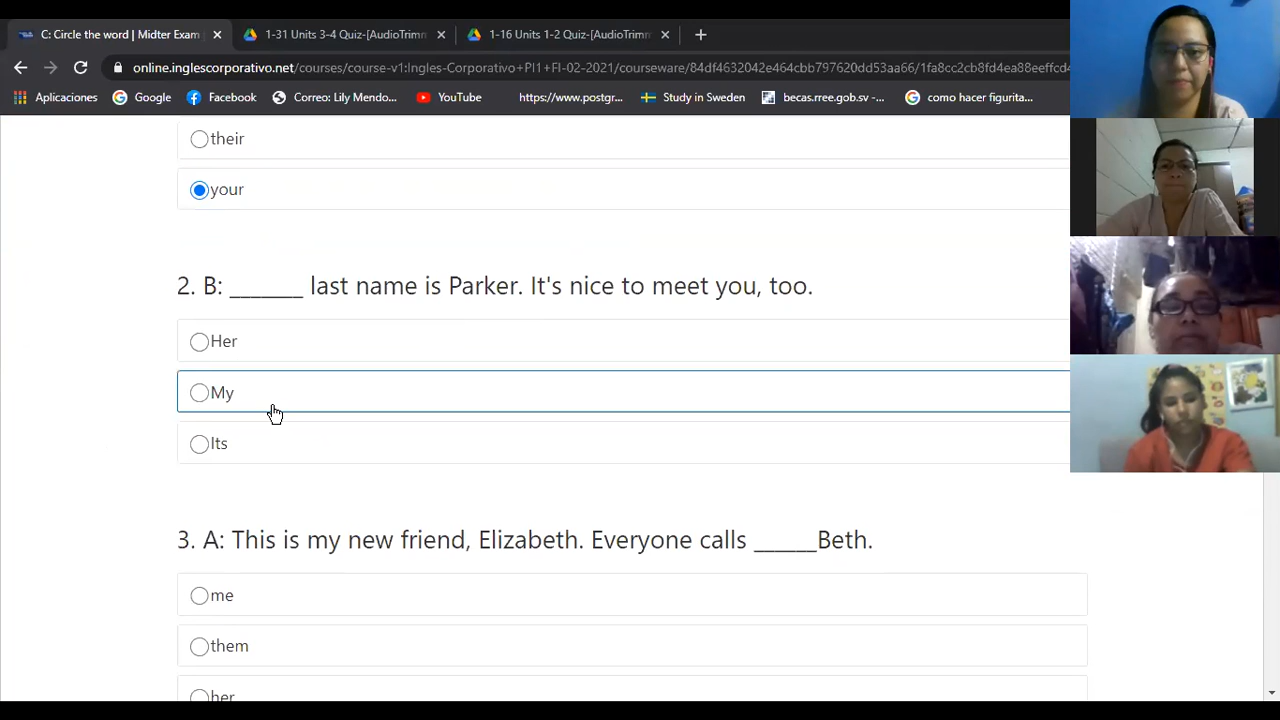 C: Circle the word | Midter Exam
1-31 Units 3-4 Quiz-[AudioTrimm
1-16 Units 1-2 Quiz-[AudioTrimm
online.inglescorporativo.net/courses/course-v1:Ingles-Corporativo+PI1+FI-02-2021/courseware/84df4632042e464cbb797620dd53aa66/1fa8cc2cb8fd4ea88eeffcd4
Aplicaciones
Google
Facebook
Correo: Lily Mendo...
YouTube
https://www.postgr...
Study in Sweden
becas.rree.gob.sv –...
como hacer figurita...
their
your
2. B: _______ last name is Parker. It's nice to meet you, too.
Her
My
Its
3. A: This is my new friend, Elizabeth. Everyone calls ______Beth.
me
them
her